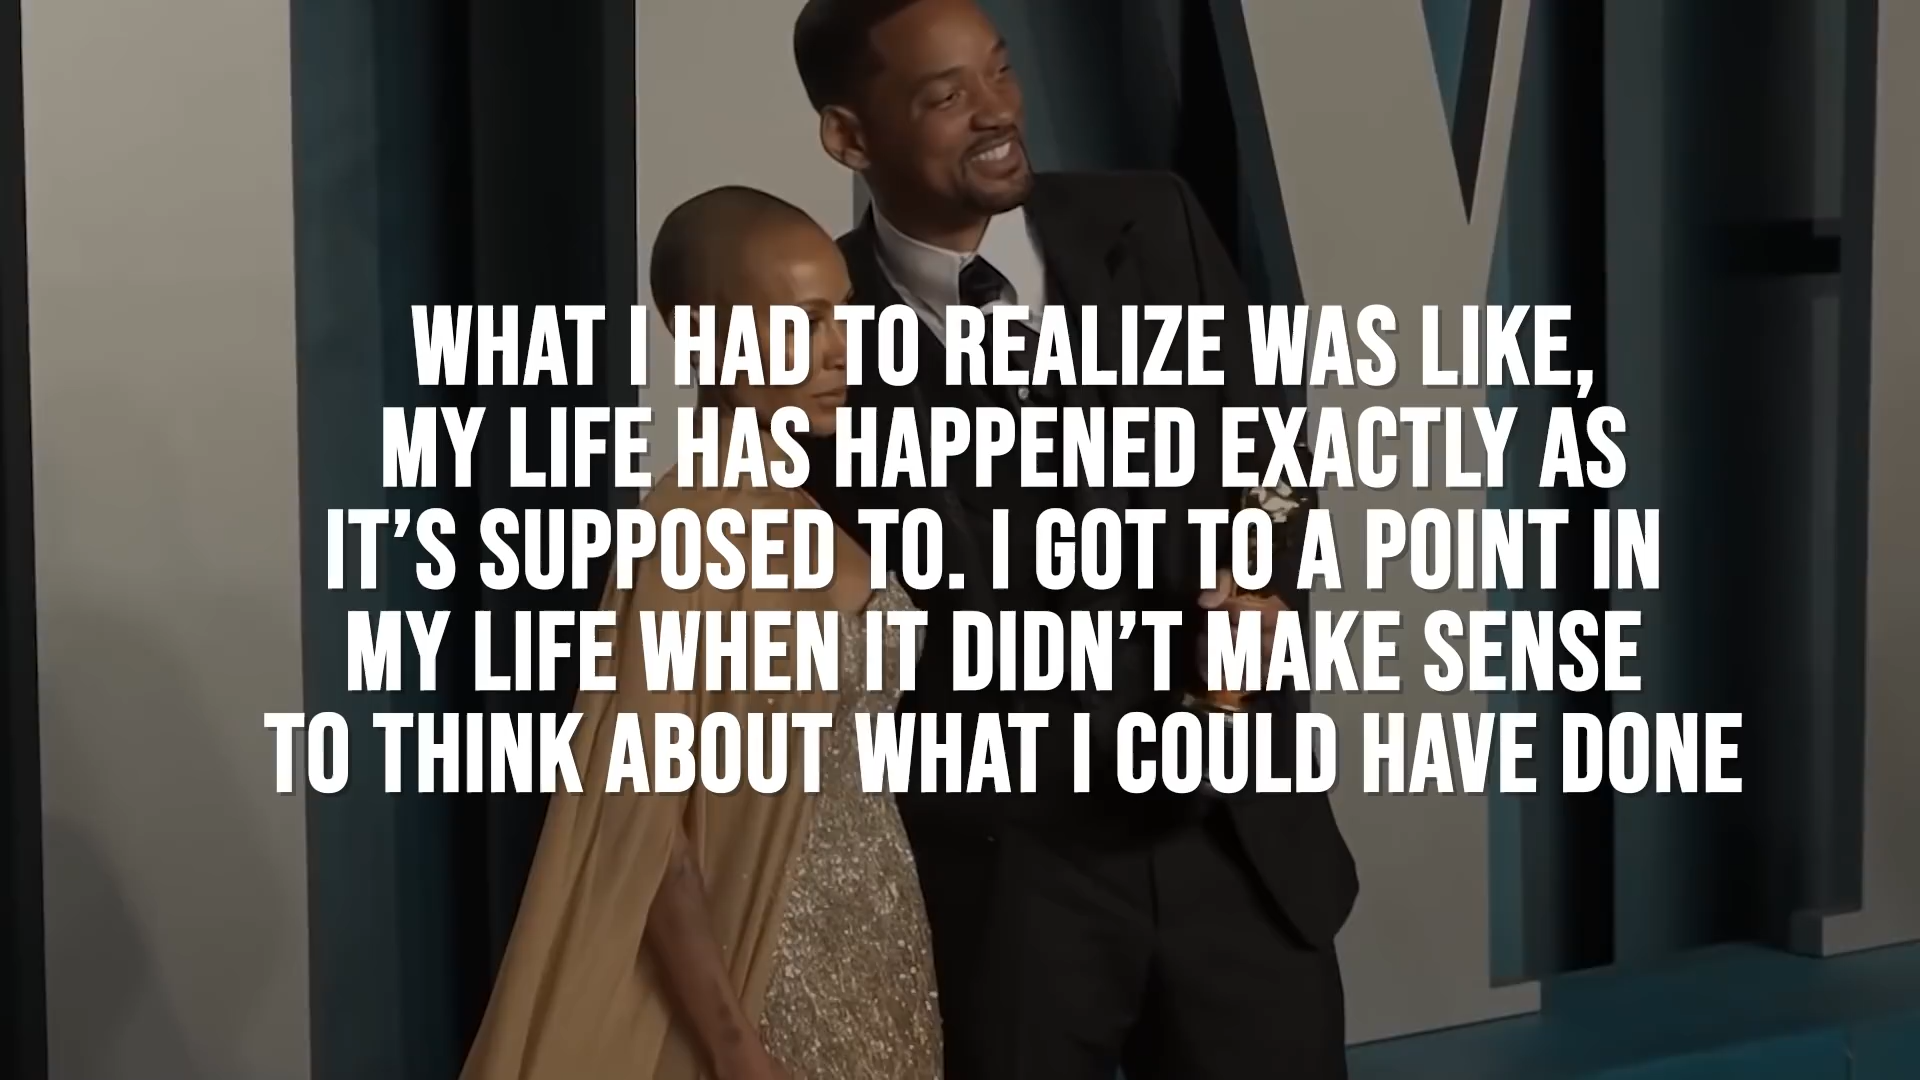 WHAT I HAD TO REALIZE WAS LIKE,
MY LIFE HAS HAPPENED EXACTLY AS
IT’S SUPPOSED TO. I GOT TO A POINT IN
MY LIFE WHEN IT DIDN’T MAKE SENSE
TO THINK ABOUT WHAT I COULD HAVE DONE